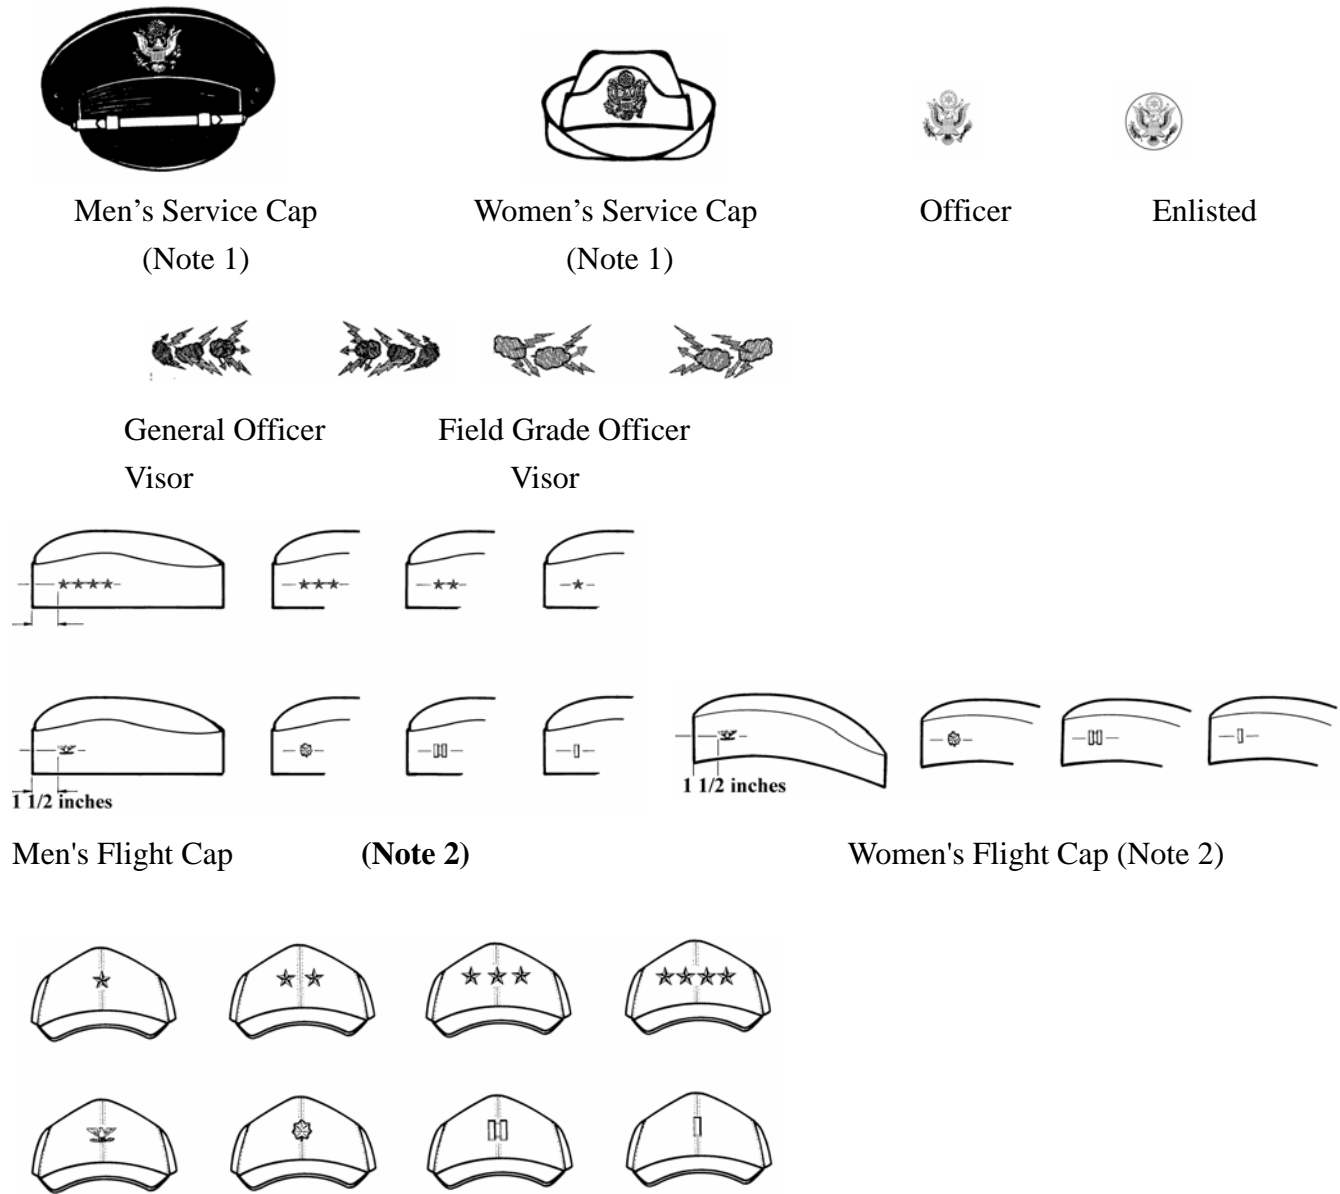 Men’s Service Cap Women’s Service Cap Officer Enlisted
(Note 1) (Note 1)
General Officer Field Grade Officer
Visor Visor
1 1/2 inches 1 1/2 inches
Men's Flight Cap (Note 2) Women's Flight Cap (Note 2)